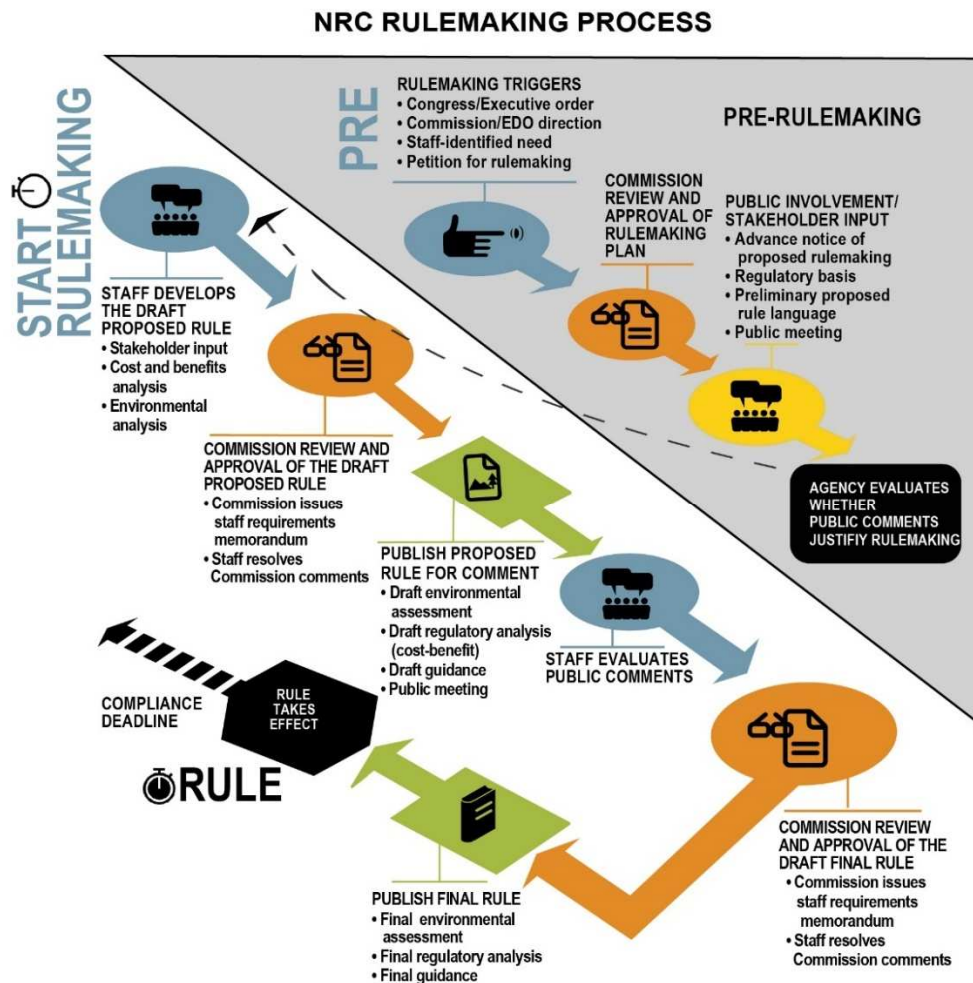 NRC RULEMAKING PROCESS
PRE
RULEMAKING TRIGGERS
• Congress/Executive order
• Commission/EDO direction
• Staff-identified need
• Petition for rulemaking
PRE-RULEMAKING
COMMISSION
REVIEW AND
APPROVAL OF
RULEMAKING
PLAN
PUBLIC INVOLVEMENT/
STAKEHOLDER INPUT
• Advance notice of
proposed rulemaking
• Regulatory basis
• Preliminary proposed
rule language
• Public meeting
AGENCY EVALUATES
WHETHER
PUBLIC COMMENTS
JUSTIFIY RULEMAKING
START
RULEMAKING
STAFF DEVELOPS
THE DRAFT
PROPOSED RULE
• Stakeholder input
• Cost and benefits
analysis
• Environmental
analysis
COMMISSION REVIEW AND
APPROVAL OF THE DRAFT
PROPOSED RULE
• Commission issues
staff requirements
memorandum
• Staff resolves
Commission comments
PUBLISH PROPOSED
RULE FOR COMMENT
• Draft environmental
assessment
• Draft regulatory analysis
(cost-benefit)
• Draft guidance
• Public meeting
STAFF EVALUATES
PUBLIC COMMENTS
COMMISSION REVIEW
AND APPROVAL OF THE
DRAFT FINAL RULE
• Commission issues
staff requirements
memorandum
• Staff resolves
Commission comments
PUBLISH FINAL RULE
• Final environmental
assessment
• Final regulatory analysis
• Final guidance
RULE
TAKES
EFFECT
RULE
COMPLIANCE
DEADLINE